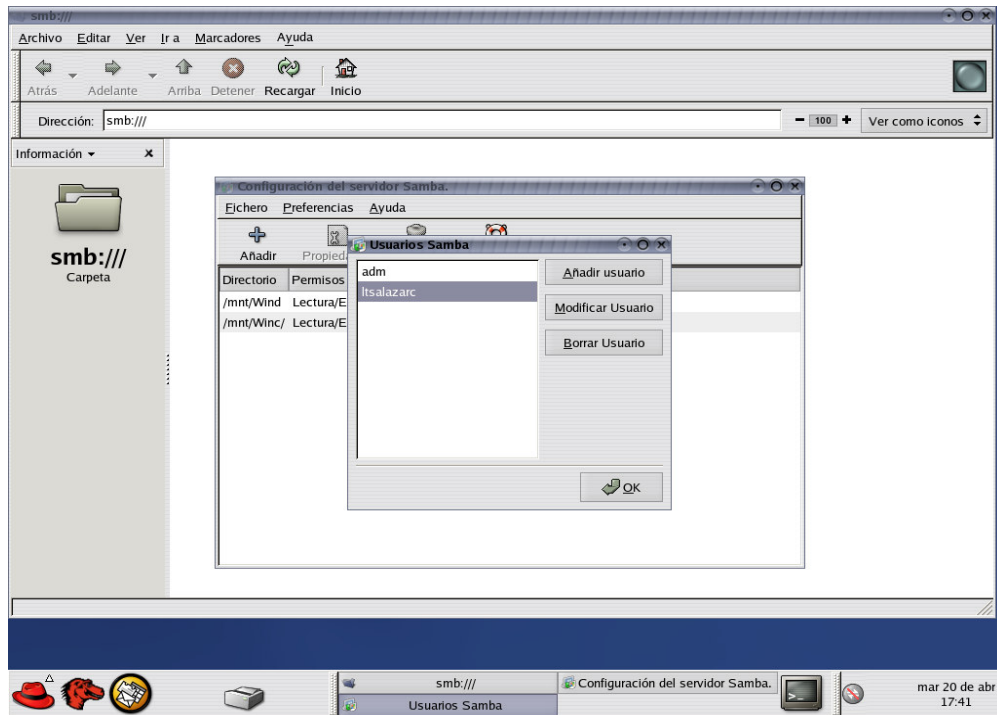 smb:///
Archivo Editar Ver Ir a Marcadores Ayuda
Atrás Adelante Arriba Detener Recargar Inicio
Dirección: smb:/// 100 Ver como iconos
Información
smb:///
Carpeta
Configuración del servidor Samba.
Fichero Preferencias Ayuda
Añadir Propied
Directorio Permisos
/mnt/Wind Lectura/E
/mnt/Winc/ Lectura/E
Usuarios Samba
adm
ltsalazarc
Añadir usuario
Modificar Usuario
Borrar Usuario
OK
smb:///
Configuración del servidor Samba.
Usuarios Samba
mar 20 de abr
17:41